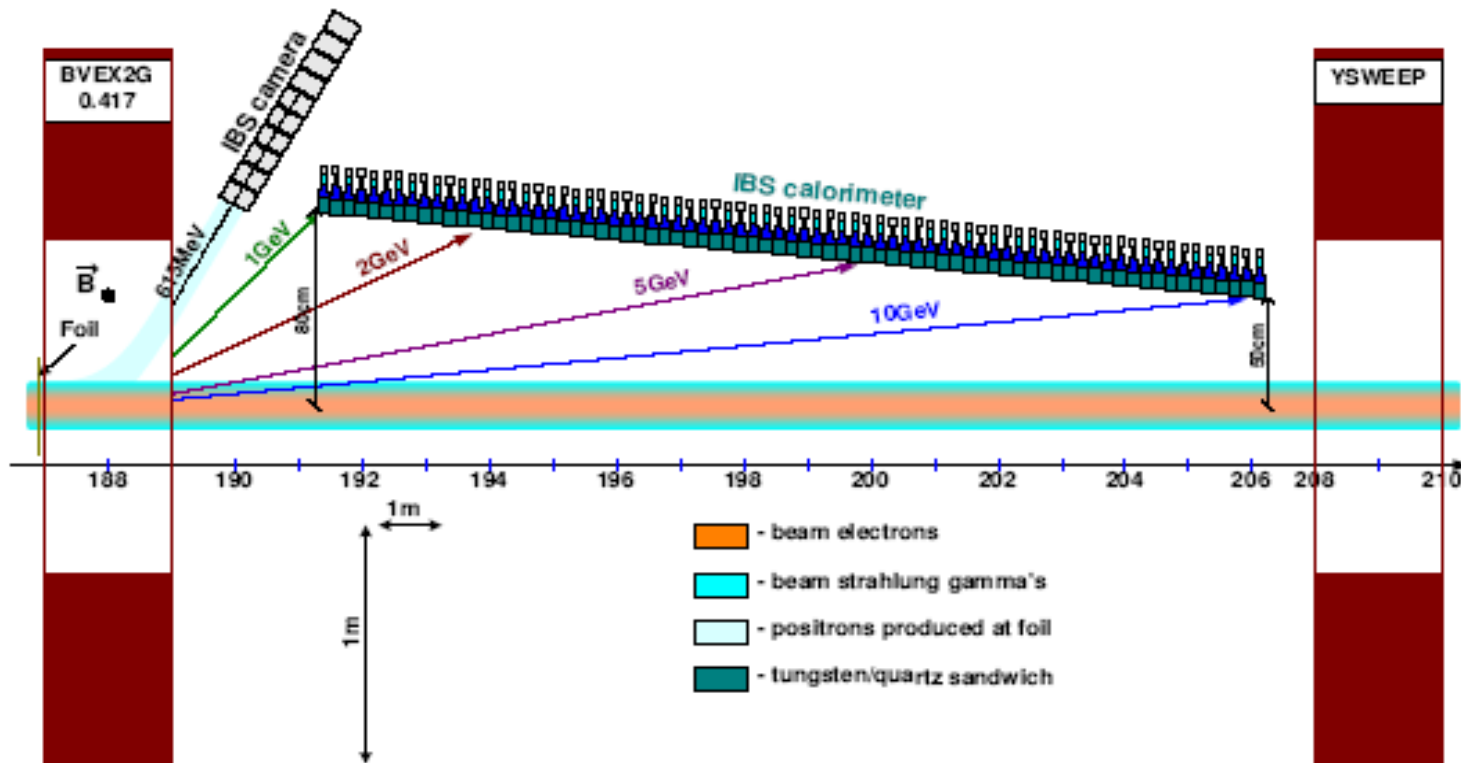 BVEX2G
0.417
IBS camera
YSWEEP
IBS calorimeter
613MeV
1GeV
2GeV
5GeV
10GeV
B
Foil
80cm
50cm
188 190 192 194 196 198 200 202 204 206 208 210
1m
1m
- beam electrons
- beam strahlung gamma's
- positrons produced at foil
- tungsten/quartz sandwich